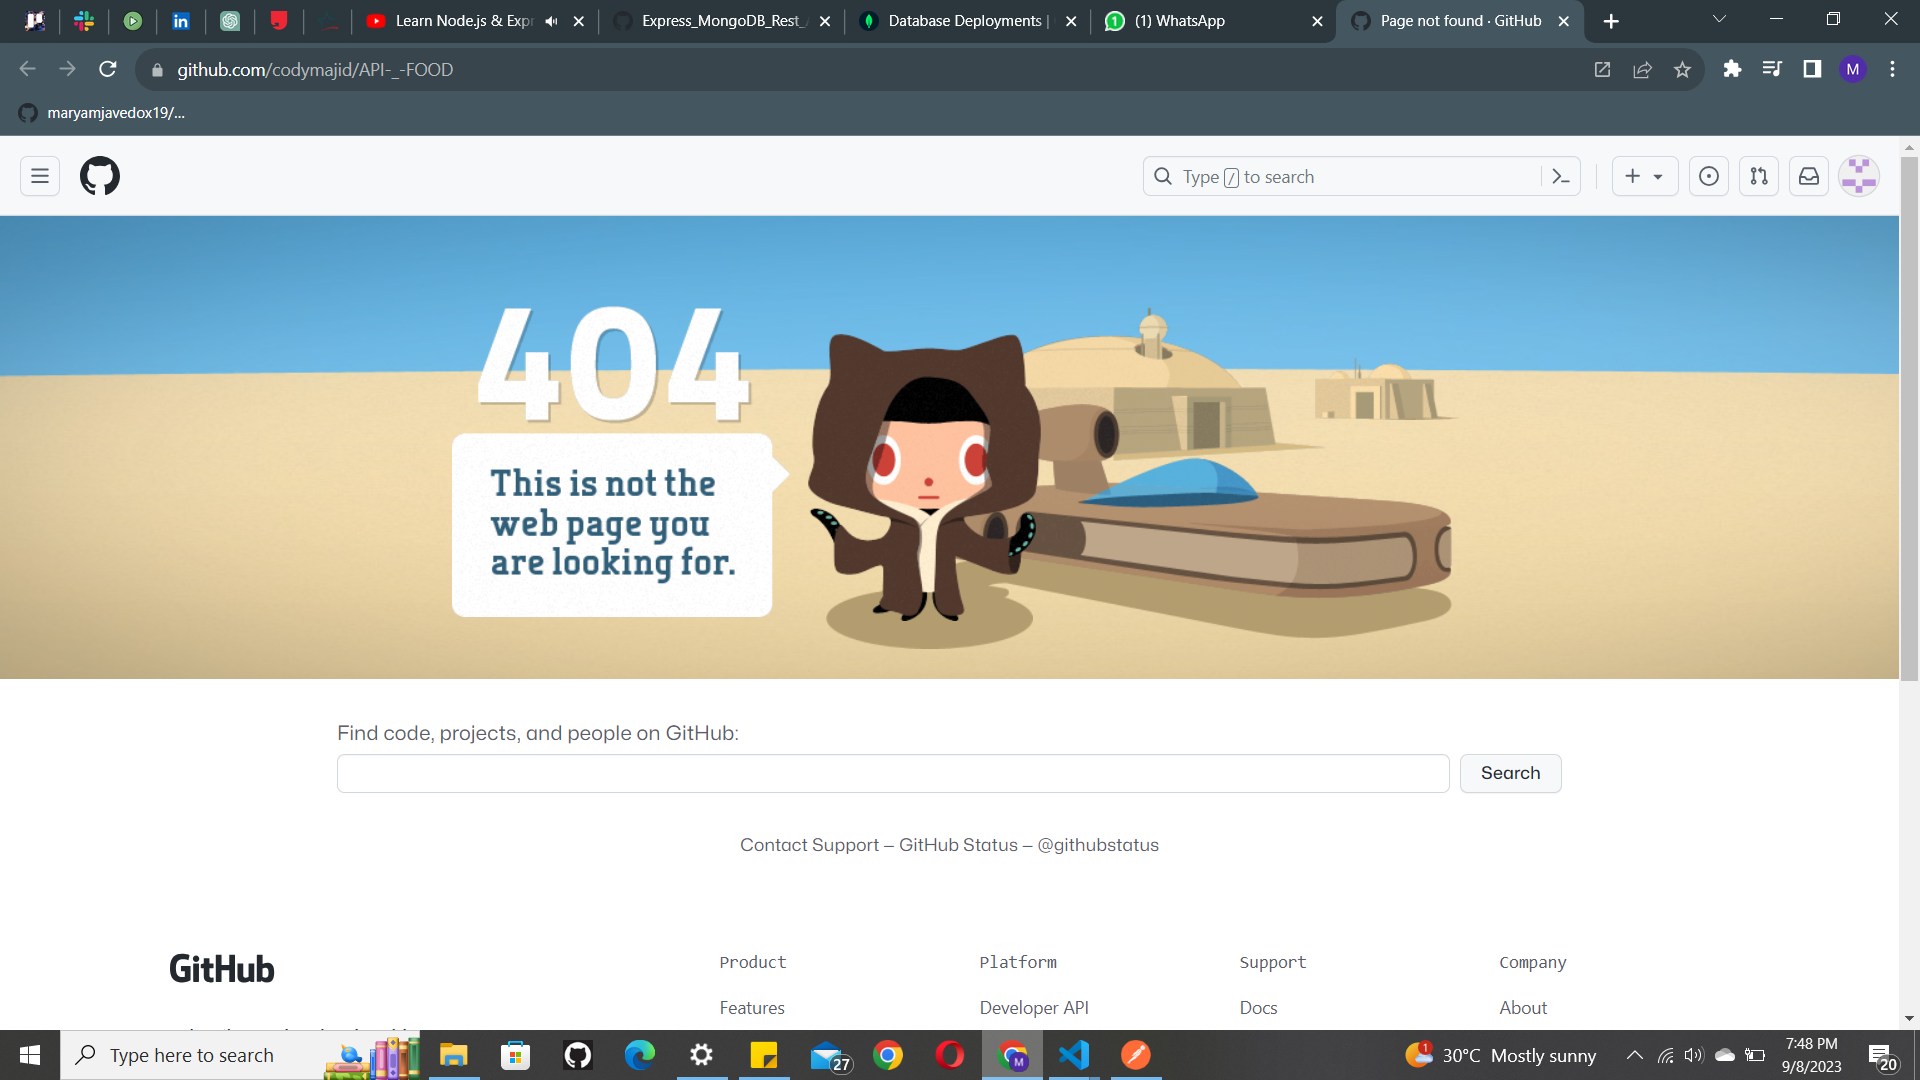 Learn Node.js & Expr
Express_MongoDB_Rest_
Database Deployments |
(1) WhatsApp
Page not found · GitHub
github.com/codymajid/API-_-FOOD
M
maryamjavedox19/...
Type / to search
404
This is not the
web page you
are looking for.
Find code, projects, and people on GitHub:
Search
Contact Support — GitHub Status — @githubstatus
GitHub
Product
Platform
Support
Company
Features
Developer API
Docs
About
Type here to search
27
M
1
30°C Mostly sunny
7:48 PM
9/8/2023
20